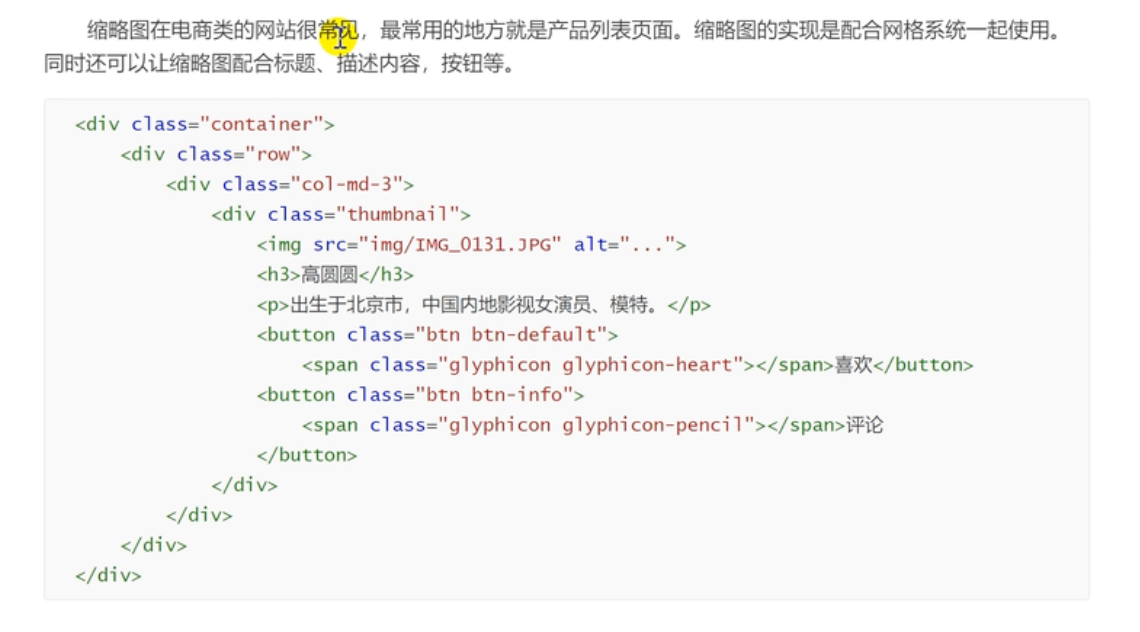 缩略图在电商类的网站很常见，最常用的地方就是产品列表页面。缩略图的实现是配合网格系统一起使用。
同时还可以让缩略图配合标题、描述内容，按钮等。
<div class="container">
    <div class="row">
        <div class="col-md-3">
            <div class="thumbnail">
                <img src="img/IMG_0131.JPG" alt="...">
                <h3>高圆圆</h3>
                <p>出生于北京市，中国内地影视女演员、模特。</p>
                <button class="btn btn-default">
                    <span class="glyphicon glyphicon-heart"></span>喜欢</button>
                <button class="btn btn-info">
                    <span class="glyphicon glyphicon-pencil"></span>评论
                </button>
            </div>
        </div>
    </div>
</div>